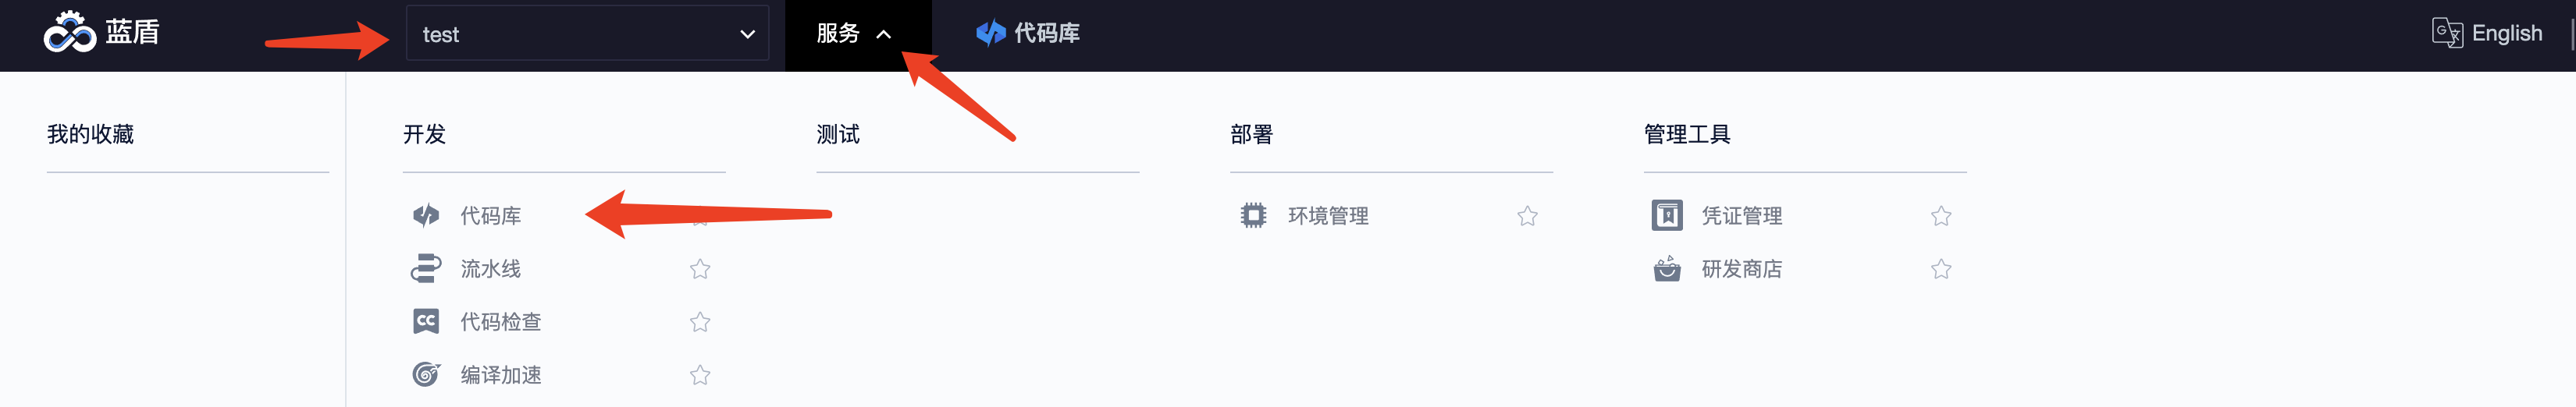 蓝盾
test
服务
代码库
English
我的收藏
开发
代码库
流水线
代码检查
编译加速
测试
部署
环境管理
管理工具
凭证管理
研发商店